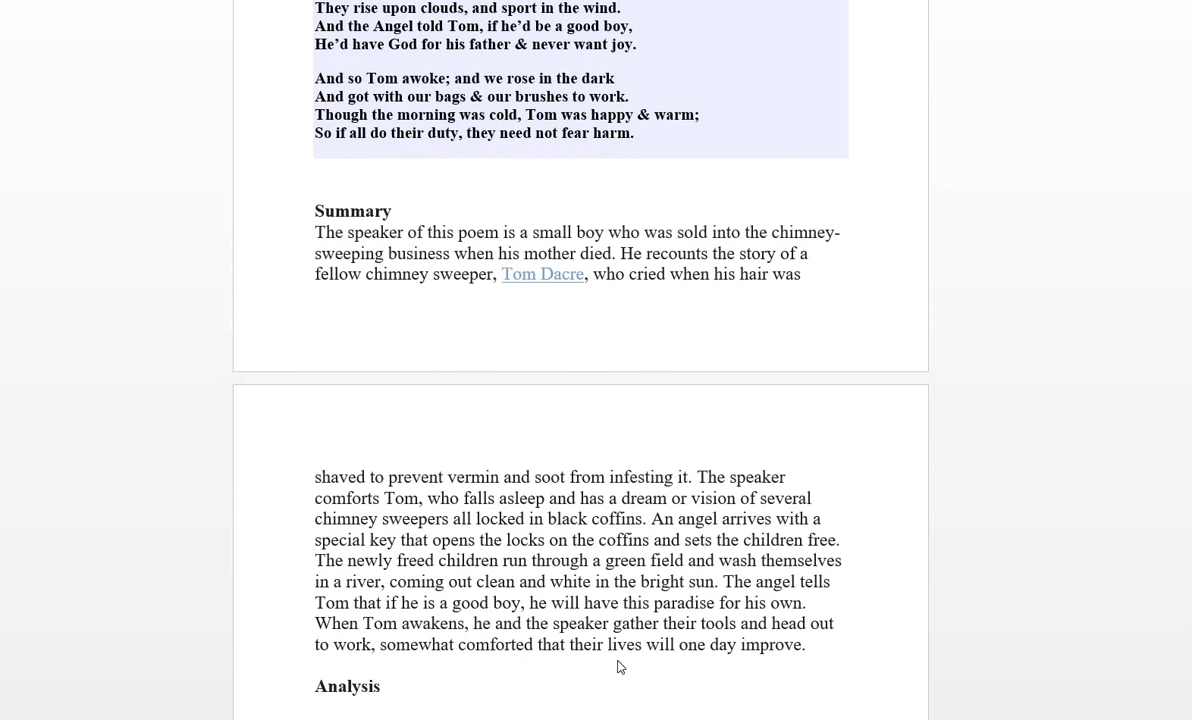 They rise upon clouds, and sport in the wind.
And the Angel told Tom, if he’d be a good boy,
He’d have God for his father & never want joy.
And so Tom awoke; and we rose in the dark
And got with our bags & our brushes to work.
Though the morning was cold, Tom was happy & warm;
So if all do their duty, they need not fear harm.
Summary
The speaker of this poem is a small boy who was sold into the chimney-
sweeping business when his mother died. He recounts the story of a
fellow chimney sweeper, Tom Dacre, who cried when his hair was
shaved to prevent vermin and soot from infesting it. The speaker
comforts Tom, who falls asleep and has a dream or vision of several
chimney sweepers all locked in black coffins. An angel arrives with a
special key that opens the locks on the coffins and sets the children free.
The newly freed children run through a green field and wash themselves
in a river, coming out clean and white in the bright sun. The angel tells
Tom that if he is a good boy, he will have this paradise for his own.
When Tom awakens, he and the speaker gather their tools and head out
to work, somewhat comforted that their lives will one day improve.
Analysis